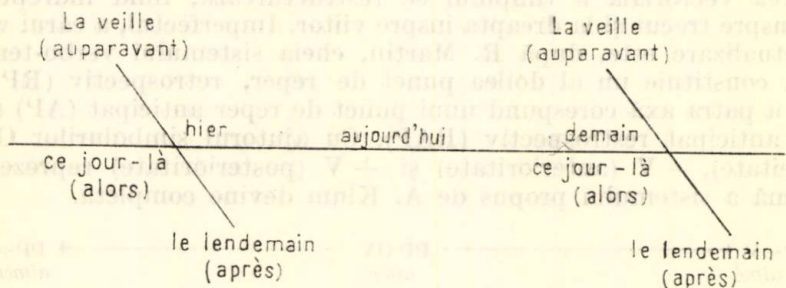 La veille
(auparavant)
La veille
(auparavant)
hier
aujourd'hui
demain
ce jour-là
(alors)
ce jour-là
(alors)
le lendemain
(après)
le lendemain
(après)